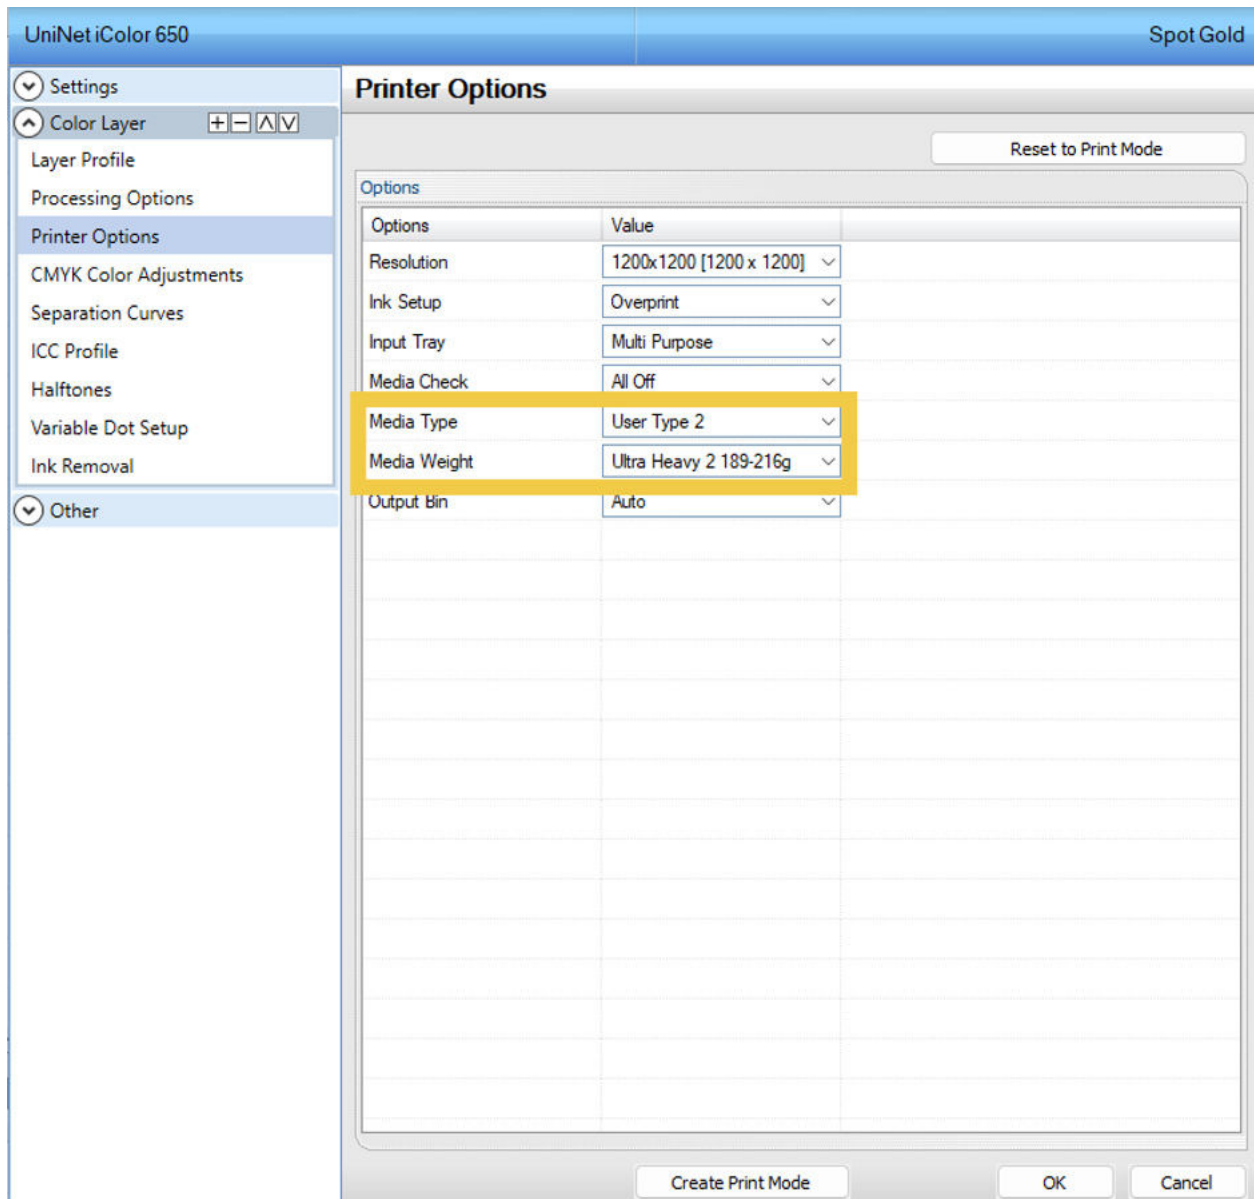 UniNet iColor 650 Spot Gold
Settings
Color Layer
Layer Profile
Processing Options
Printer Options
CMYK Color Adjustments
Separation Curves
ICC Profile
Halftones
Variable Dot Setup
Ink Removal
Other
Printer Options
Reset to Print Mode
Options
Options Value
Resolution 1200x1200 [1200 x 1200]
Ink Setup Overprint
Input Tray Multi Purpose
Media Check All Off
Media Type User Type 2
Media Weight Ultra Heavy 2 189-216g
Output Bin Auto
Create Print Mode OK Cancel